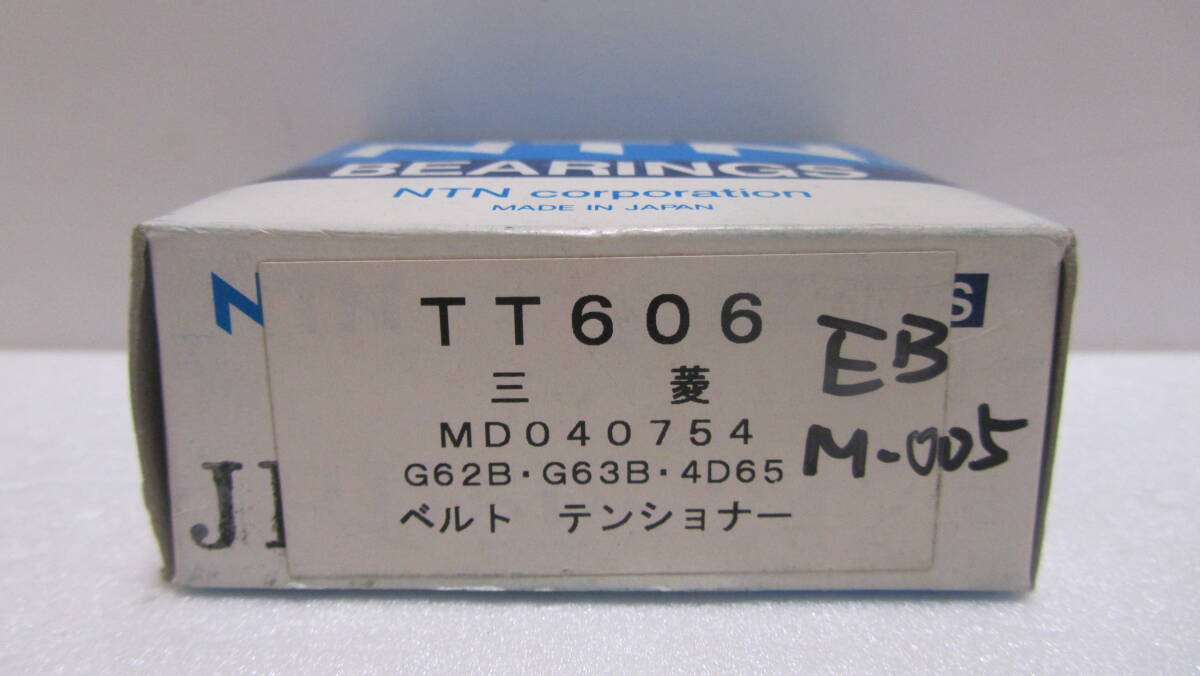 NTN
BEARINGS
NTN corporation
MADE IN JAPAN
TT606
三 菱
MD040754
G62B・G63B・4D65
ベルト テンショナー
EB
M-005
N
S
J